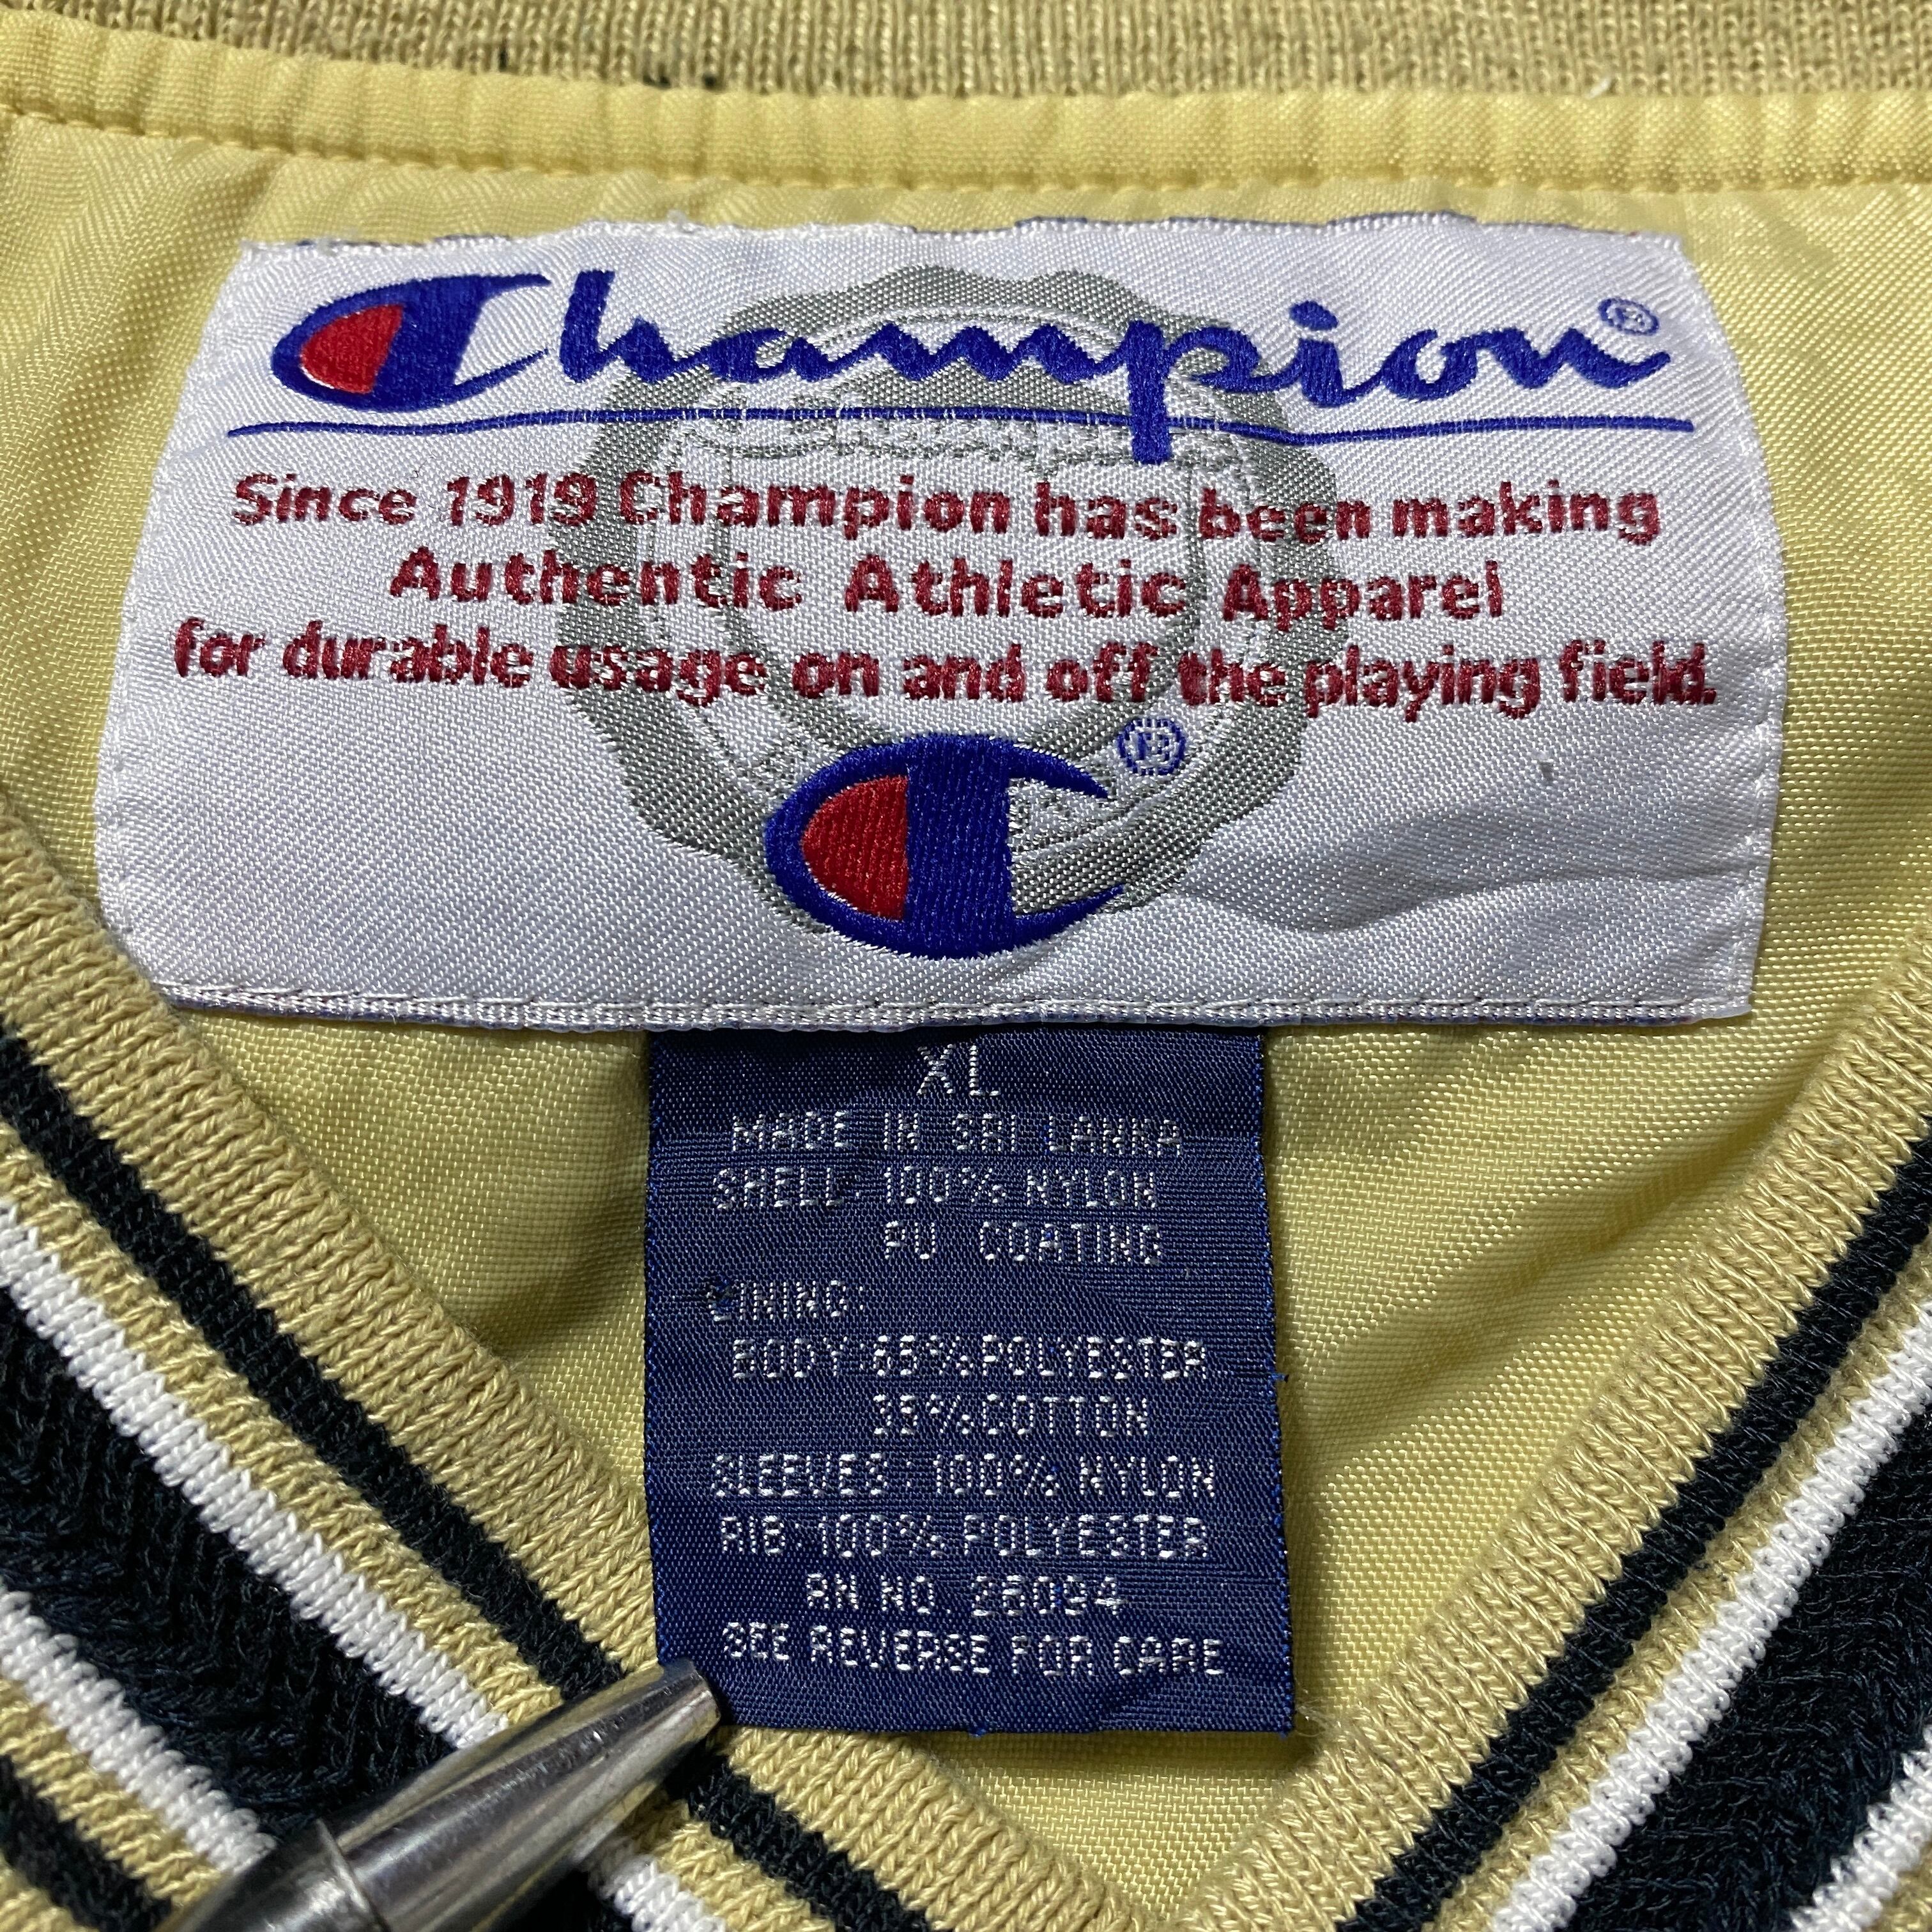 Champion®
Since 1919 Champion has been making
Authentic Athletic Apparel
for durable usage on and off the playing field.
®
XL
MADE IN SRI LANKA
SHELL: 100% NYLON
PU COATING
LINING:
BODY:65%POLYESTER
35%COTTON
SLEEVES:100% NYLON
RIB:100% POLYESTER
RN NO. 26094
SEE REVERSE FOR CARE